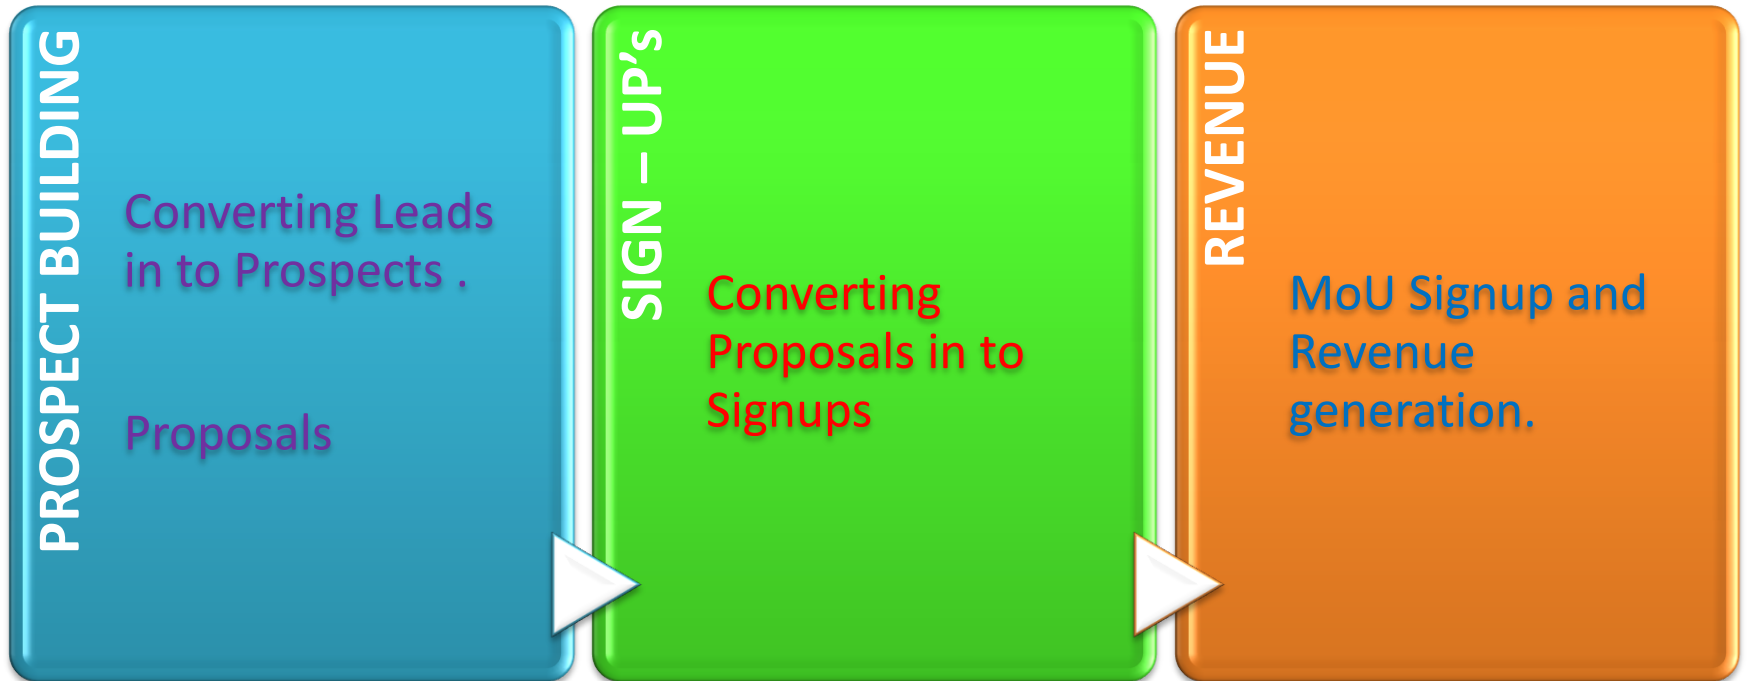 PROSPECT BUILDING
Converting Leads
in to Prospects .
Proposals
SIGN – UP’s
Converting
Proposals in to
Signups
REVENUE
MoU Signup and
Revenue
generation.